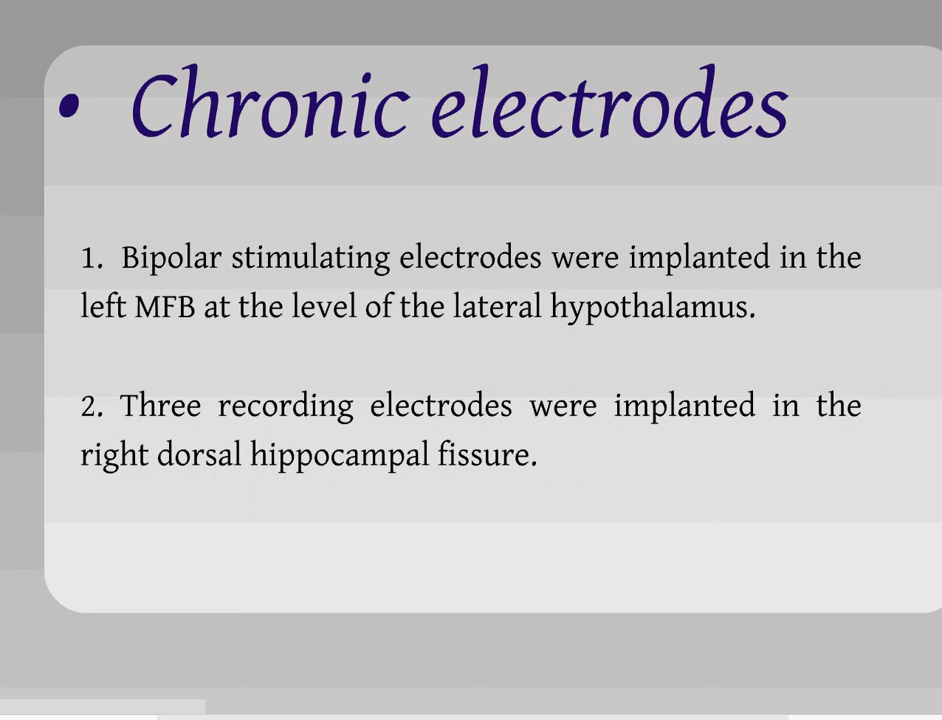 • Chronic electrodes
1. Bipolar stimulating electrodes were implanted in the
left MFB at the level of the lateral hypothalamus.
2. Three recording electrodes were implanted in the
right dorsal hippocampal fissure.